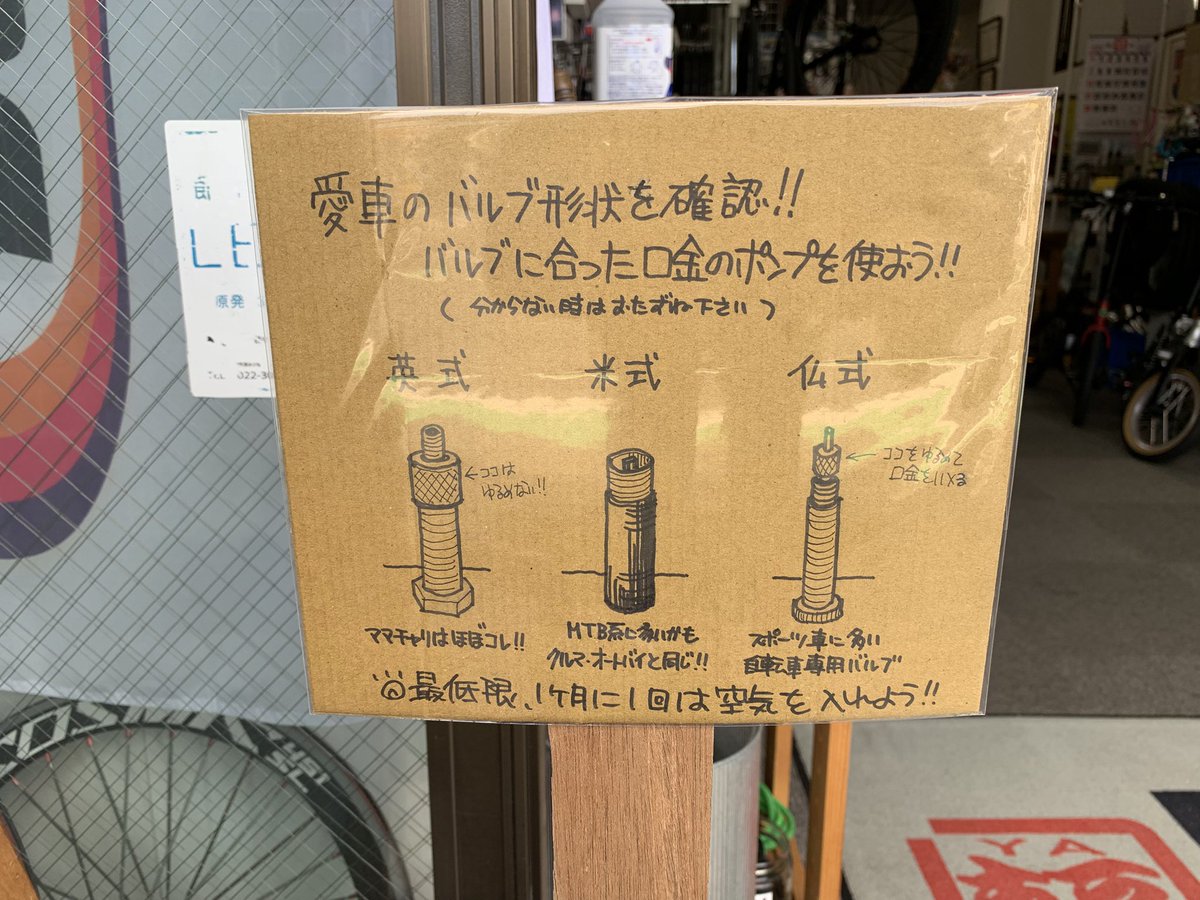 愛車のバルブ形状を確認!!
バルブに合った口金のポンプを使おう!!
(分からない時はおたずね下さい)
英式
米式
仏式
←ココは
ゆるめない!!
←ココをゆるめて
口金をハメる
ママチャリはほぼコレ!!
MTB系に多いかも
クルマ・オートバイと同じ!!
スポーツ車に多い
自転車専用バルブ
◎最低限、1ヶ月に1回は空気を入れよう!!
原発
YA